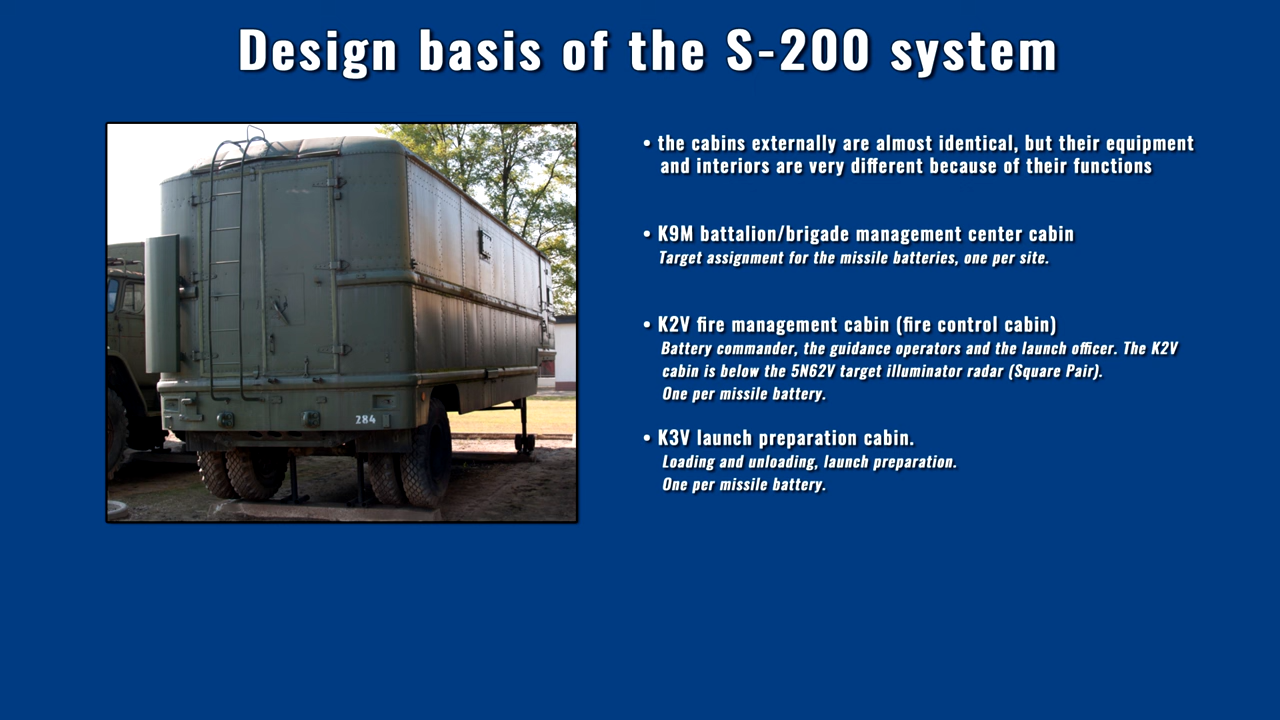 Design basis of the S-200 system
• the cabins externally are almost identical, but their equipment
and interiors are very different because of their functions
• K9M battalion/brigade management center cabin
Target assignment for the missile batteries, one per site.
• K2V fire management cabin (fire control cabin)
Battery commander, the guidance operators and the launch officer. The K2V
cabin is below the 5N62V target illuminator radar (Square Pair).
One per missile battery.
• K3V launch preparation cabin.
Loading and unloading, launch preparation.
One per missile battery.
284